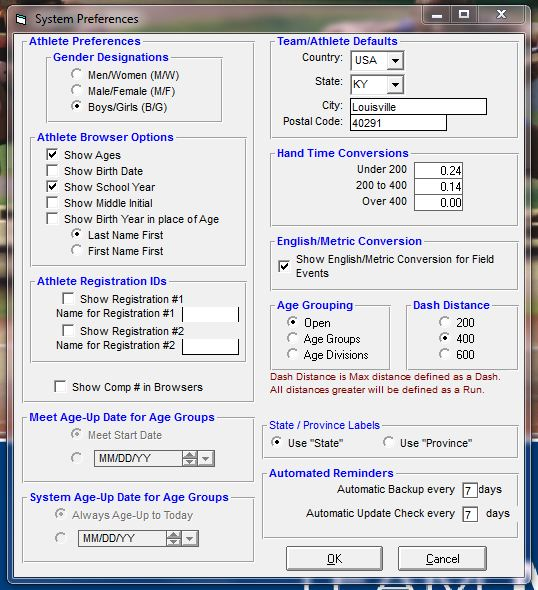 System Preferences
Athlete Preferences
Gender Designations
Men/Women (M/W)
Male/Female (M/F)
Boys/Girls (B/G)
Athlete Browser Options
Show Ages
Show Birth Date
Show School Year
Show Middle Initial
Show Birth Year in place of Age
Last Name First
First Name First
Athlete Registration IDs
Show Registration #1
Name for Registration #1
Show Registration #2
Name for Registration #2
Show Comp # in Browsers
Meet Age-Up Date for Age Groups
Meet Start Date
MM/DD/YY
System Age-Up Date for Age Groups
Always Age-Up to Today
MM/DD/YY
Team/Athlete Defaults
Country: USA
State: KY
City: Louisville
Postal Code: 40291
Hand Time Conversions
Under 200 0.24
200 to 400 0.14
Over 400 0.00
English/Metric Conversion
Show English/Metric Conversion for Field
Events
Age Grouping
Open
Age Groups
Age Divisions
Dash Distance
200
400
600
Dash Distance is Max distance defined as a Dash.
All distances greater will be defined as a Run.
State / Province Labels
Use "State" Use "Province"
Automated Reminders
Automatic Backup every 7 days
Automatic Update Check every 7 days
OK Cancel